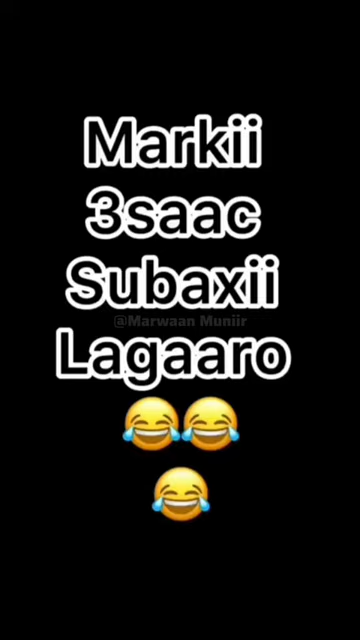 Markii
3saac
Subaxii
@Marwaan Muniir
Lagaaro
😂😂
😂